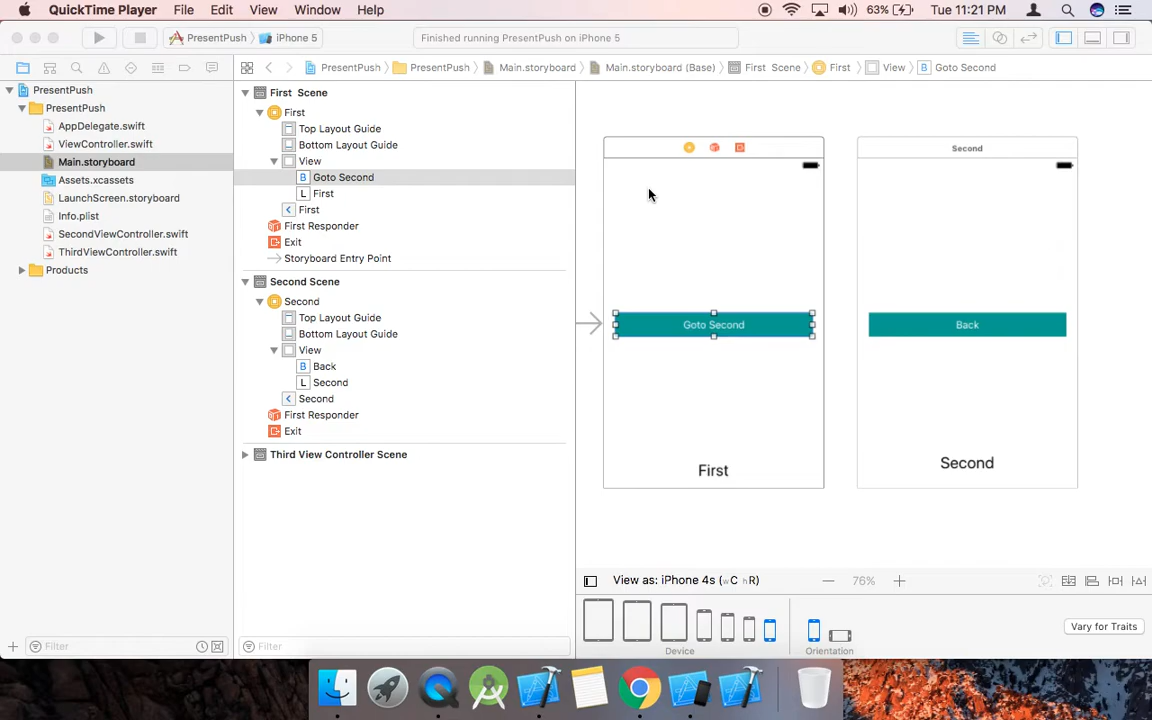 QuickTime Player File Edit View Window Help 63% Tue 11:21 PM
PresentPush iPhone 5 Finished running PresentPush on iPhone 5
PresentPush PresentPush Main.storyboard Main.storyboard (Base) First Scene First View Goto Second
PresentPush
PresentPush
AppDelegate.swift
ViewController.swift
Main.storyboard
Assets.xcassets
LaunchScreen.storyboard
Info.plist
SecondViewController.swift
ThirdViewController.swift
Products
Filter
First Scene
First
Top Layout Guide
Bottom Layout Guide
View
B Goto Second
L First
First
First Responder
Exit
Storyboard Entry Point
Second Scene
Second
Top Layout Guide
Bottom Layout Guide
View
B Back
L Second
Second
First Responder
Exit
Third View Controller Scene
Filter
Goto Second
First
Second
Back
Second
View as: iPhone 4s (wC hR) 76%
Vary for Traits
Device Orientation